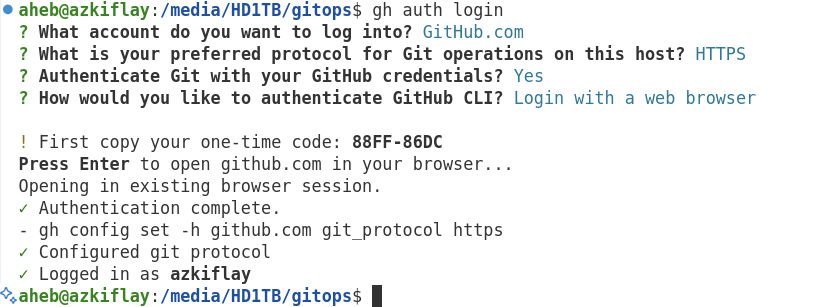 aheb@azkiflay:/media/HD1TB/gitops$ gh auth login
? What account do you want to log into? GitHub.com
? What is your preferred protocol for Git operations on this host? HTTPS
? Authenticate Git with your GitHub credentials? Yes
? How would you like to authenticate GitHub CLI? Login with a web browser
! First copy your one-time code: 88FF-86DC
Press Enter to open github.com in your browser...
Opening in existing browser session.
✓ Authentication complete.
- gh config set -h github.com git_protocol https
✓ Configured git protocol
✓ Logged in as azkiflay
aheb@azkiflay:/media/HD1TB/gitops$